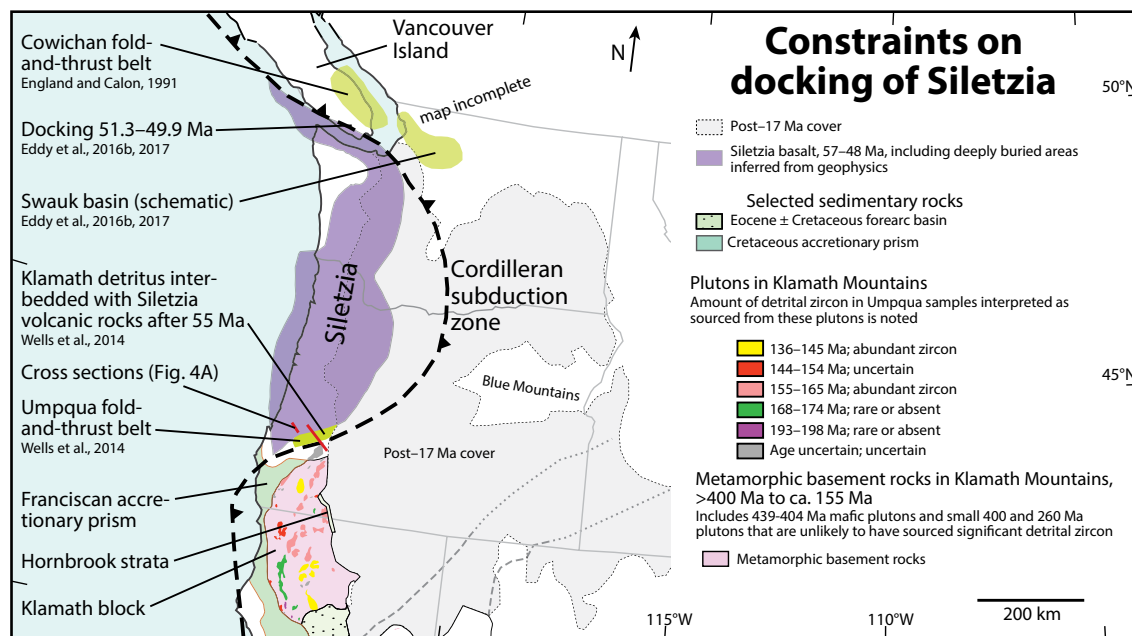 Constraints on
docking of Siletzia
Cowichan fold-
and-thrust belt
England and Calon, 1991
Docking 51.3–49.9 Ma
Eddy et al., 2016b, 2017
Swauk basin (schematic)
Eddy et al., 2016b, 2017
Klamath detritus inter-
bedded with Siletzia
volcanic rocks after 55 Ma
Wells et al., 2014
Cross sections (Fig. 4A)
Umpqua fold-
and-thrust belt
Wells et al., 2014
Franciscan accre-
tionary prism
Hornbrook strata
Klamath block
Vancouver
Island
N
map incomplete
Siletzia
Cordilleran
subduction
zone
Blue Mountains
Post–17 Ma cover
Post–17 Ma cover
Siletzia basalt, 57–48 Ma, including deeply buried areas
inferred from geophysics
Selected sedimentary rocks
Eocene ± Cretaceous forearc basin
Cretaceous accretionary prism
Plutons in Klamath Mountains
Amount of detrital zircon in Umpqua samples interpreted as
sourced from these plutons is noted
136–145 Ma; abundant zircon
144–154 Ma; uncertain
155–165 Ma; abundant zircon
168–174 Ma; rare or absent
193–198 Ma; rare or absent
Age uncertain; uncertain
Metamorphic basement rocks in Klamath Mountains,
>400 Ma to ca. 155 Ma
Includes 439-404 Ma mafic plutons and small 400 and 260 Ma
plutons that are unlikely to have sourced significant detrital zircon
Metamorphic basement rocks
50°N
45°N
115°W
110°W
200 km